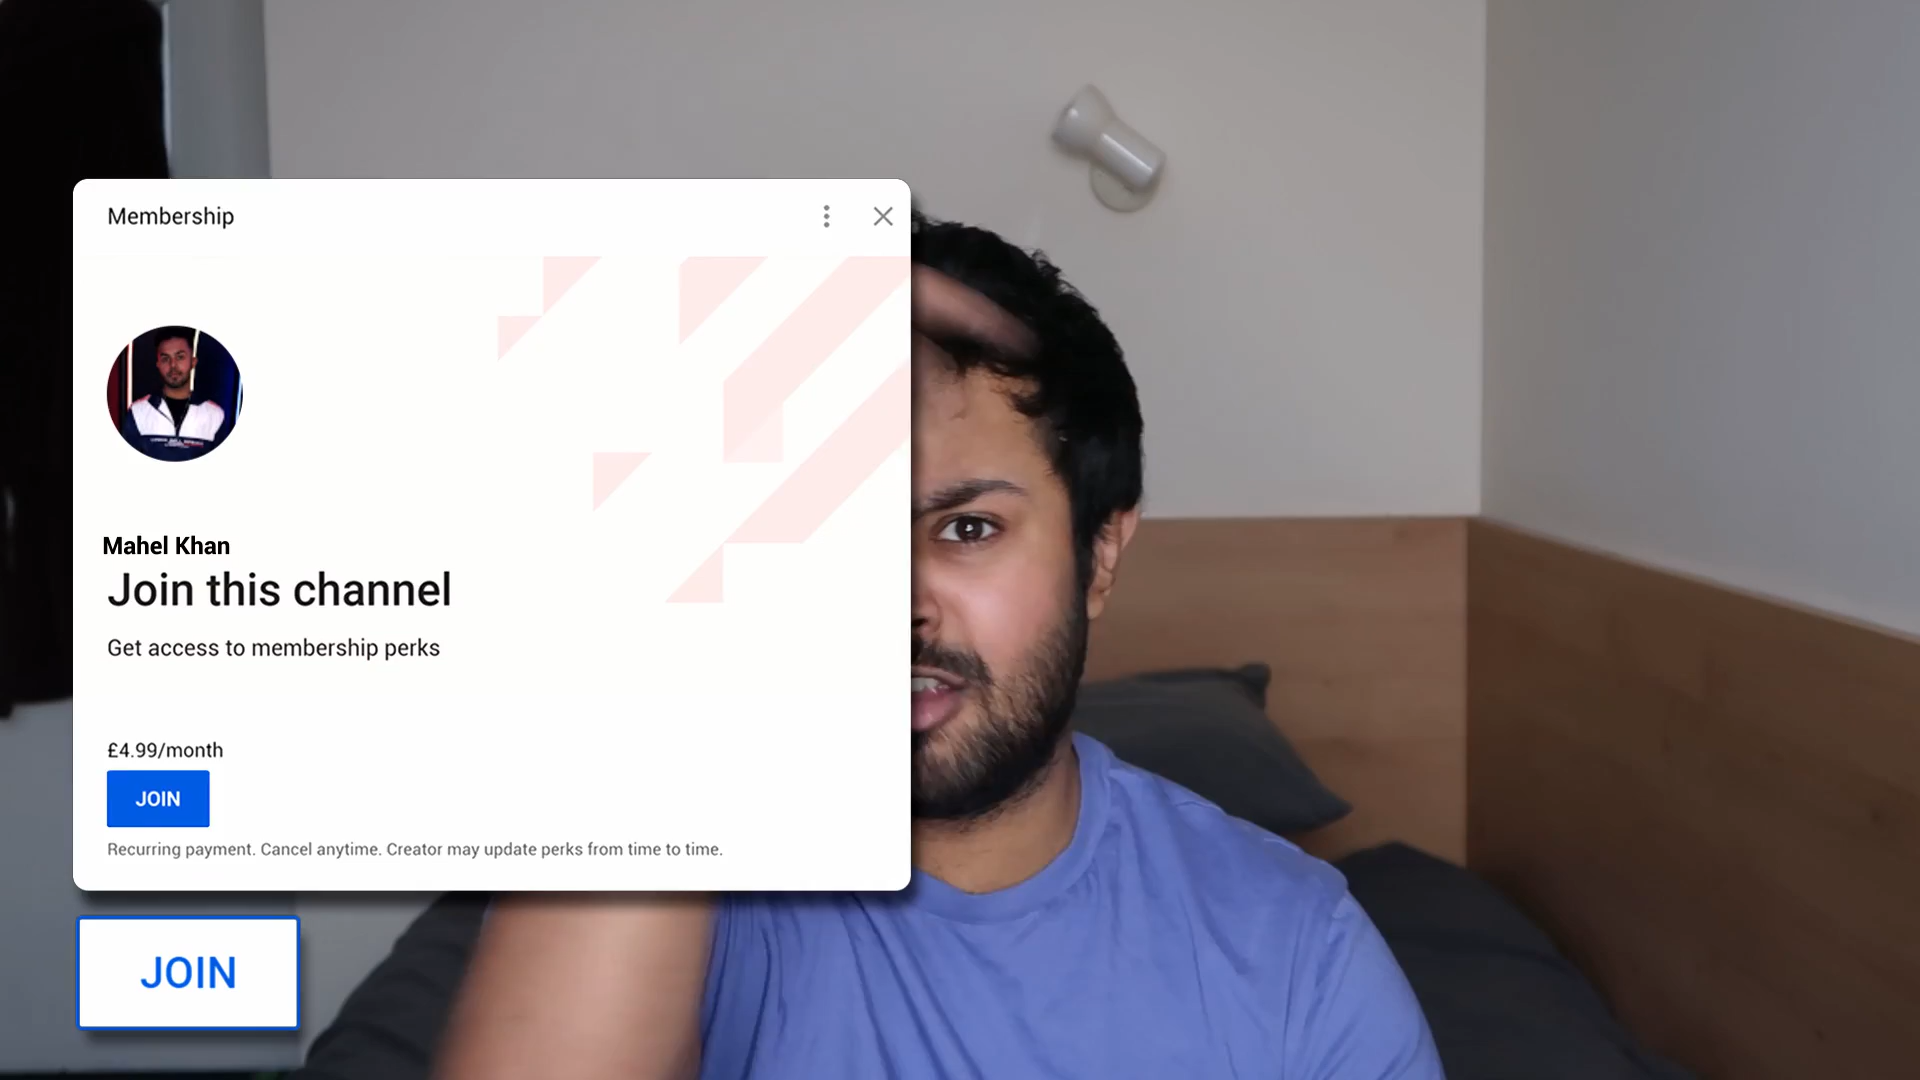 Membership
Mahel Khan
Join this channel
Get access to membership perks
£4.99/month
JOIN
Recurring payment. Cancel anytime. Creator may update perks from time to time.
JOIN